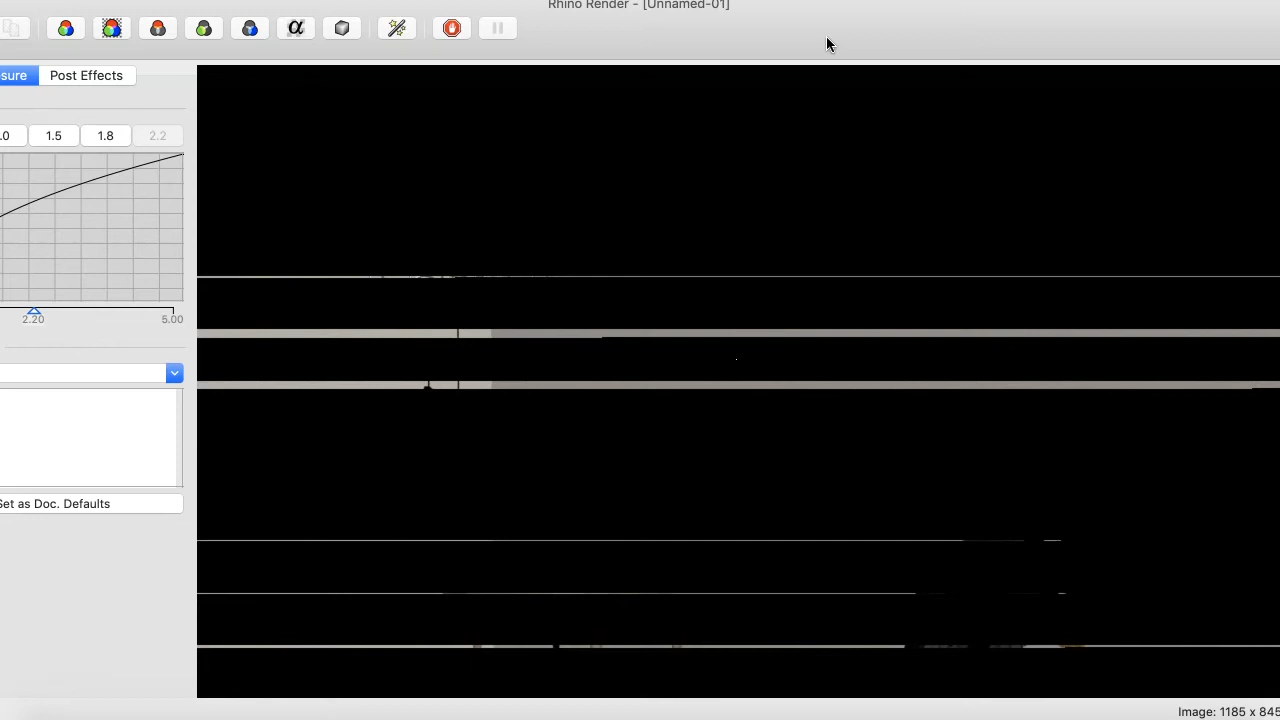 Rhino Render - [Unnamed-01]
α
sure Post Effects
.0 1.5 1.8 2.2
2.20 5.00
Set as Doc. Defaults
Image: 1185 x 845